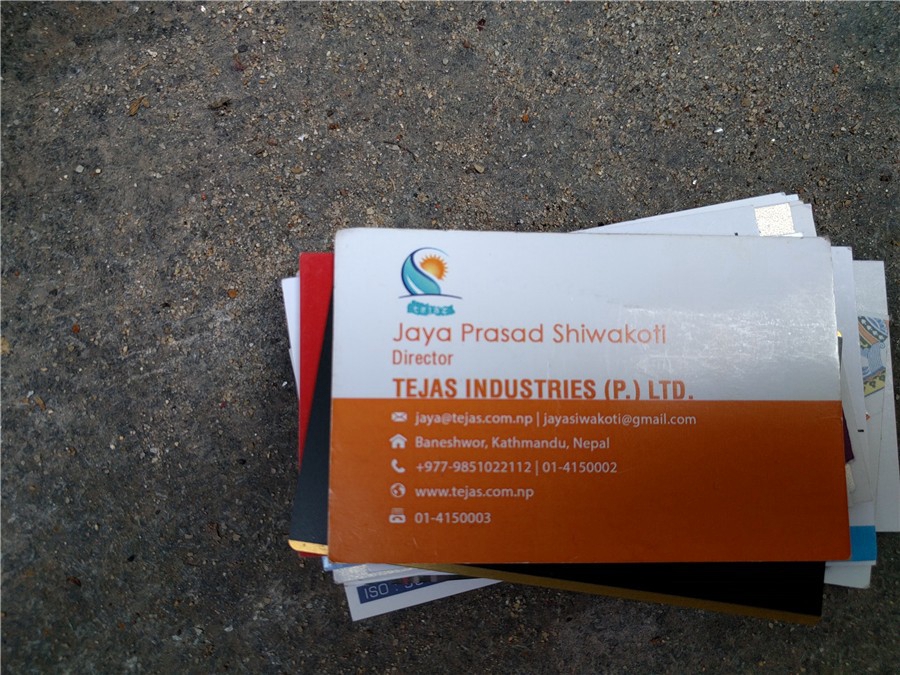 Jaya Prasad Shiwakoti
Director
TEJAS INDUSTRIES (P.) LTD.
jaya@tejas.com.np | jayasiwakoti@gmail.com
Baneshwor, Kathmandu, Nepal
+977-9851022112 | 01-4150002
www.tejas.com.np
01-4150003
ISO :